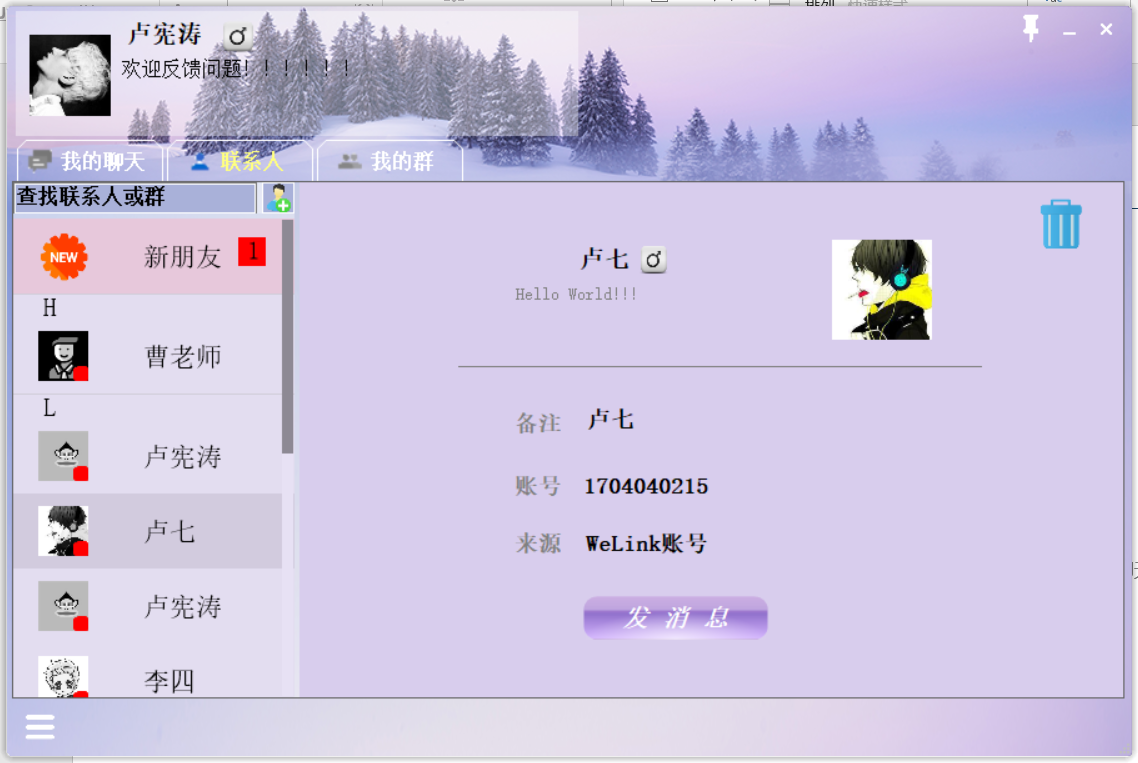 卢宪涛
欢迎反馈问题！！！！！！
我的聊天
联系人
我的群
查找联系人或群
NEW
新朋友
1
H
曹老师
L
卢宪涛
卢七
卢宪涛
李四
卢七
Hello World!!!
备注 卢七
账号 1704040215
来源 WeLink账号
发 消 息